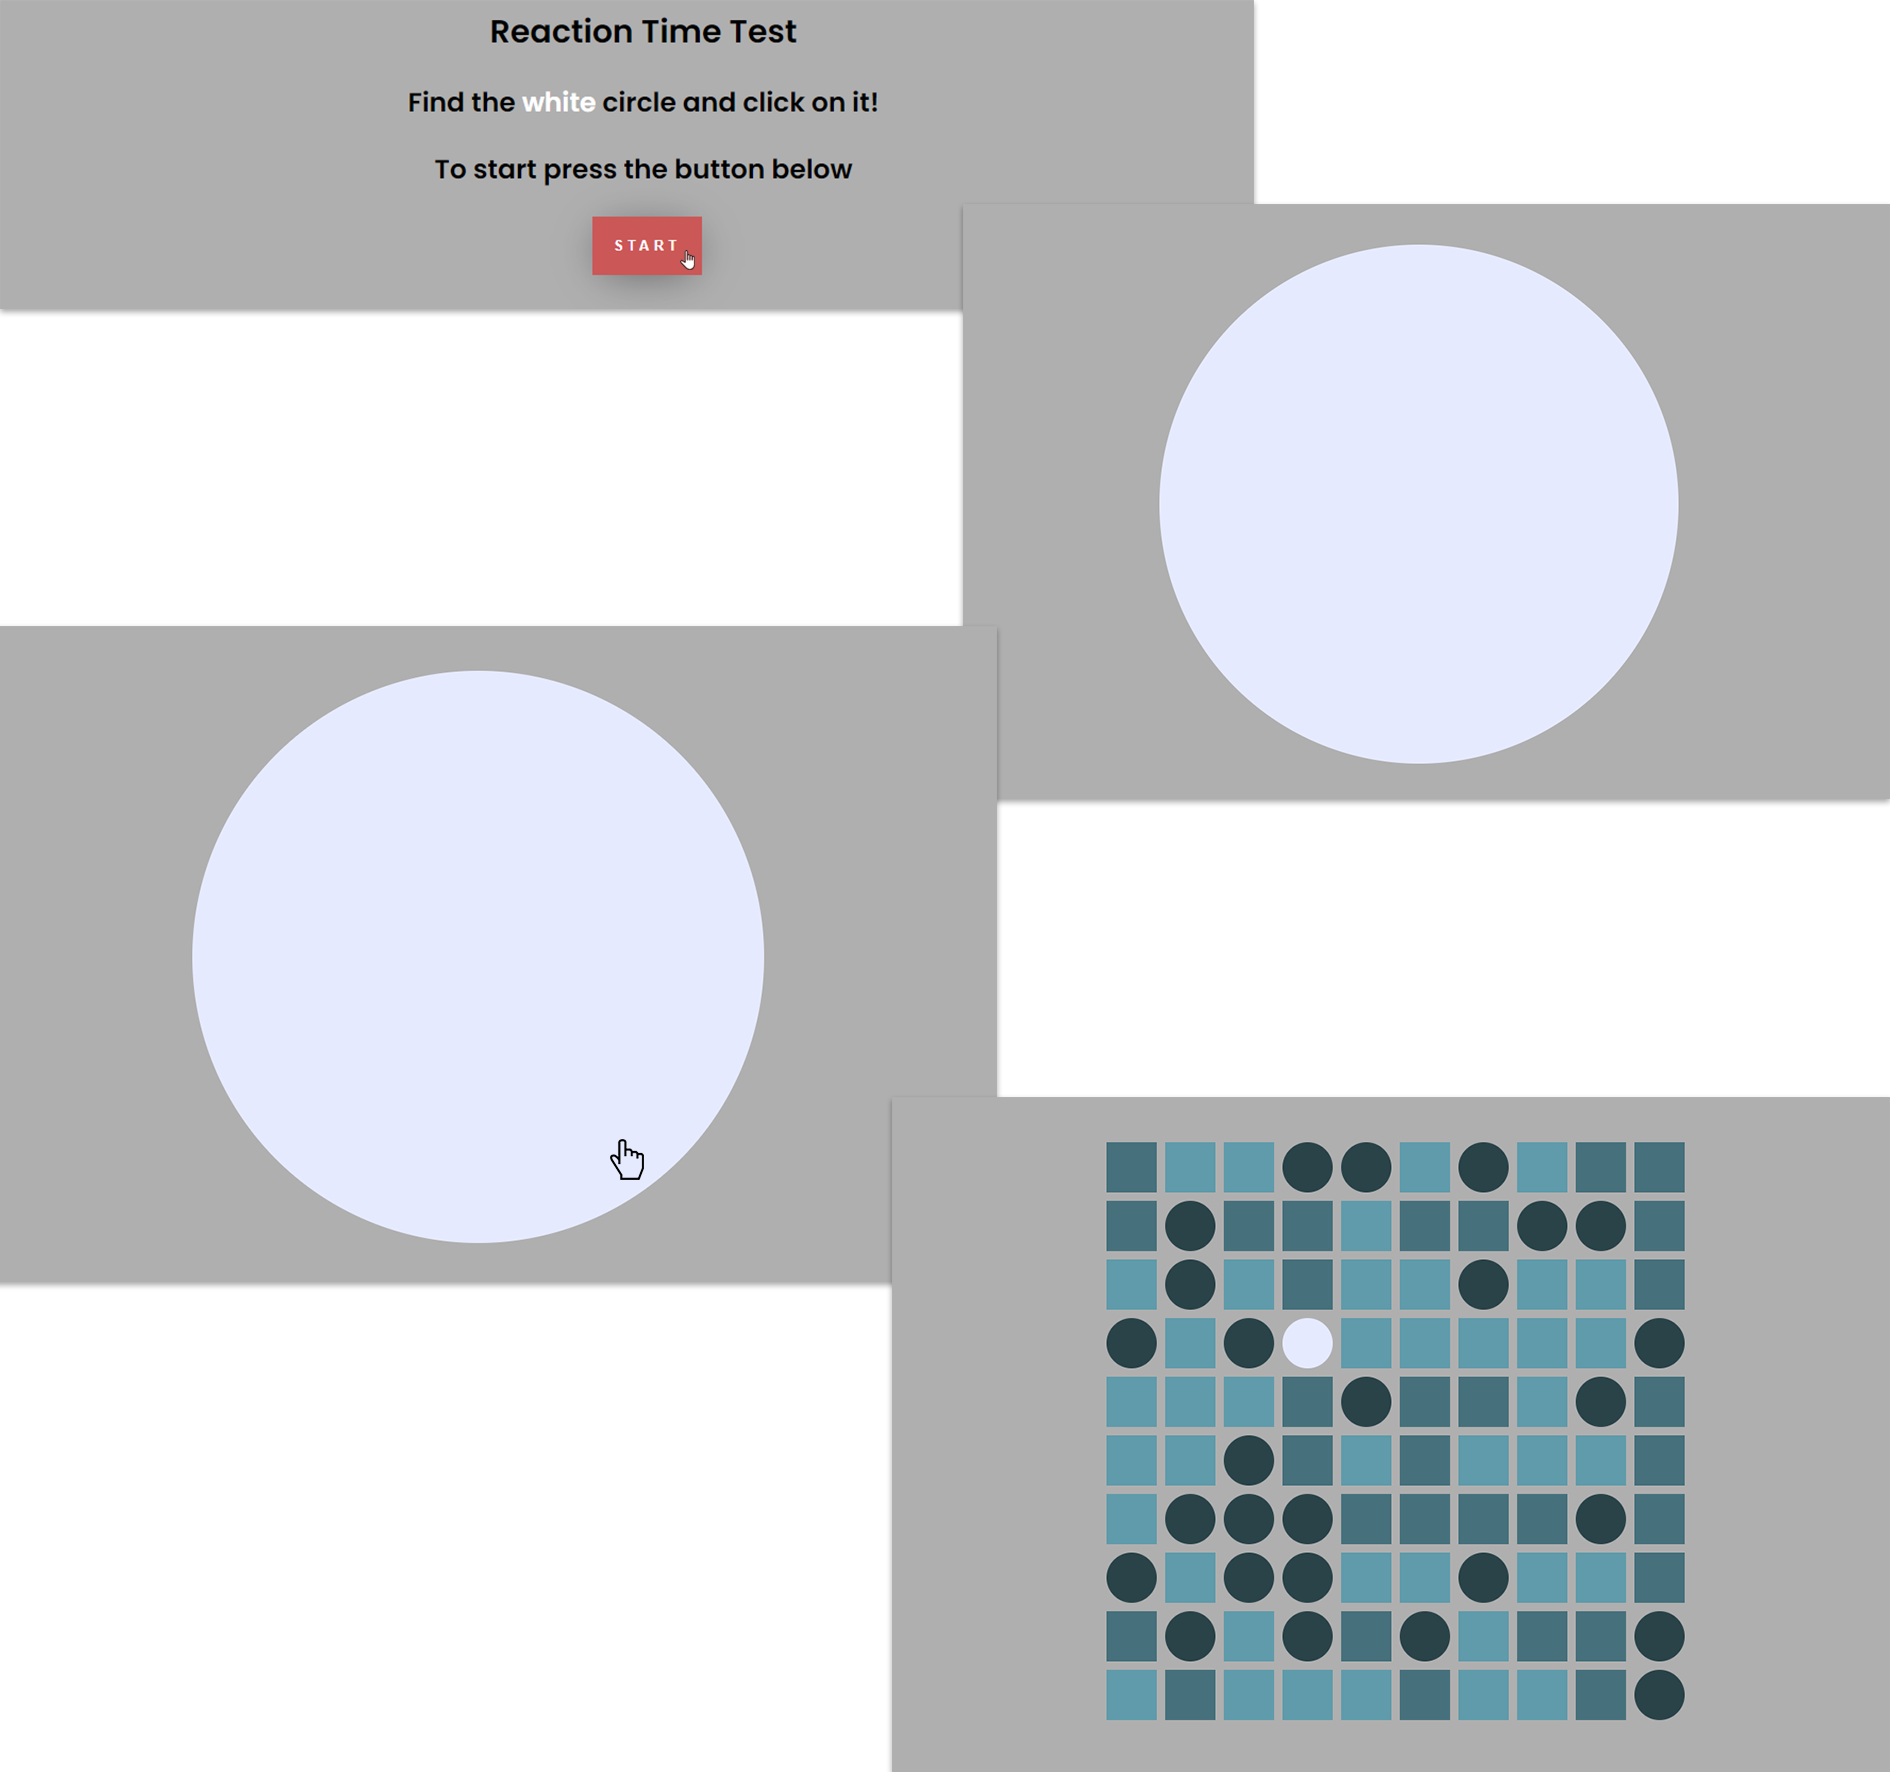 Reaction Time Test
Find the white circle and click on it!
To start press the button below
START